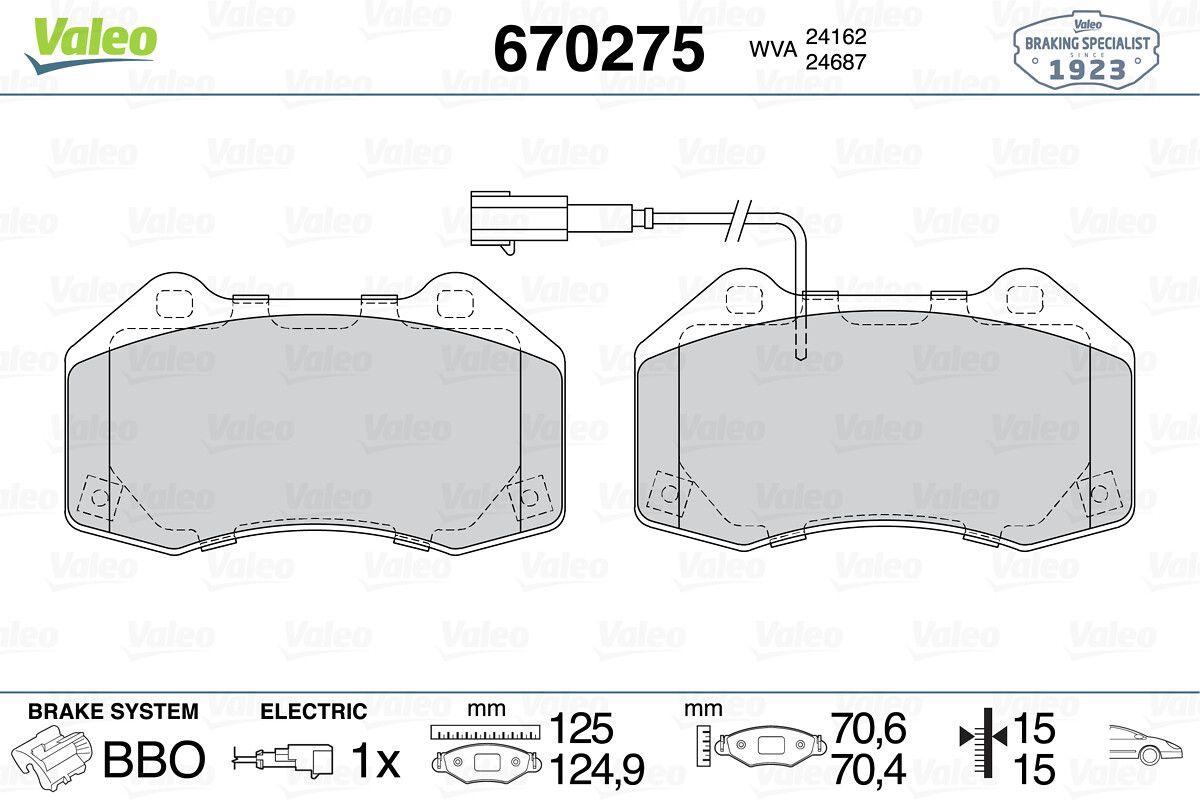 Valeo
670275
WVA 24162
24687
Valeo
BRAKING SPECIALIST
SINCE
1923
BRAKE SYSTEM
BBO
ELECTRIC
1x
mm
125
124,9
mm
70,6
70,4
15
15